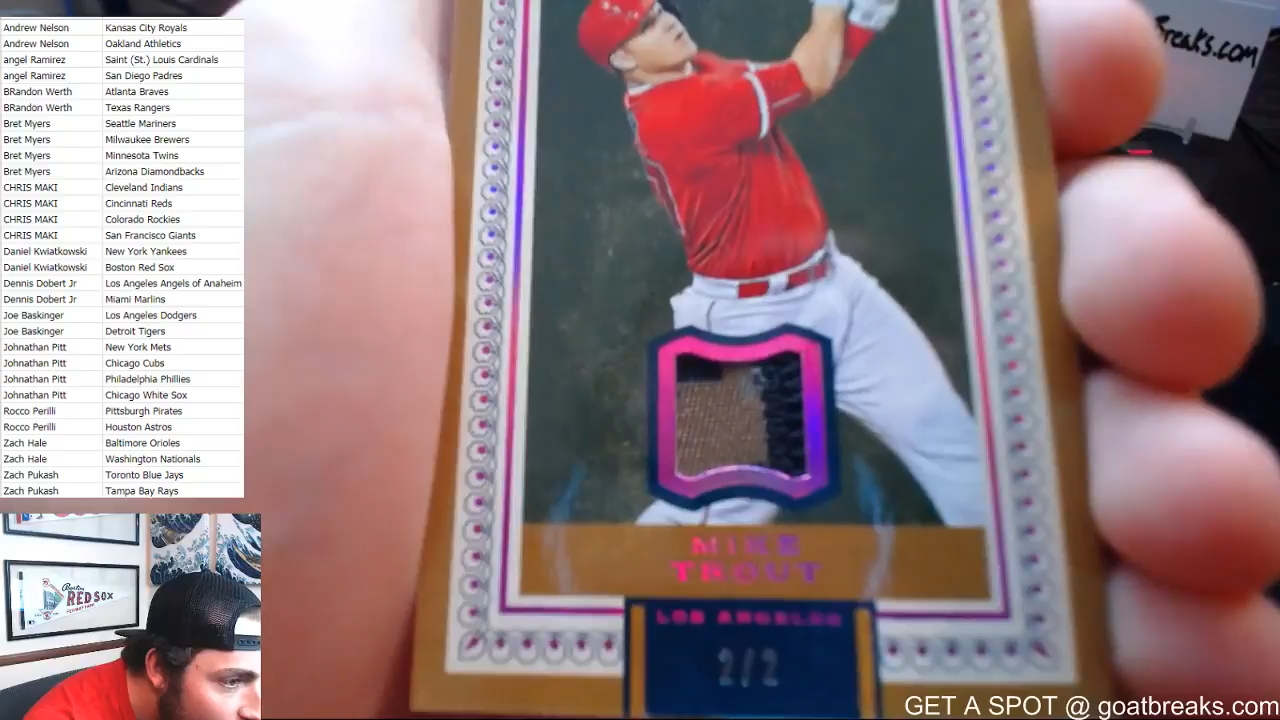 Andrew Nelson Kansas City Royals
Andrew Nelson Oakland Athletics
angel Ramirez Saint (St.) Louis Cardinals
angel Ramirez San Diego Padres
BRandon Werth Atlanta Braves
BRandon Werth Texas Rangers
Bret Myers Seattle Mariners
Bret Myers Milwaukee Brewers
Bret Myers Minnesota Twins
Bret Myers Arizona Diamondbacks
CHRIS MAKI Cleveland Indians
CHRIS MAKI Cincinnati Reds
CHRIS MAKI Colorado Rockies
CHRIS MAKI San Francisco Giants
Daniel Kwiatkowski New York Yankees
Daniel Kwiatkowski Boston Red Sox
Dennis Dobert Jr Los Angeles Angels of Anaheim
Dennis Dobert Jr Miami Marlins
Joe Baskinger Los Angeles Dodgers
Joe Baskinger Detroit Tigers
Johnathan Pitt New York Mets
Johnathan Pitt Chicago Cubs
Johnathan Pitt Philadelphia Phillies
Johnathan Pitt Chicago White Sox
Rocco Perilli Pittsburgh Pirates
Rocco Perilli Houston Astros
Zach Hale Baltimore Orioles
Zach Hale Washington Nationals
Zach Pukash Toronto Blue Jays
Zach Pukash Tampa Bay Rays
Boston
RED SOX
reaks.com
MIKE
TROUT
LOS ANGELES
2/2
GET A SPOT @ goatbreaks.com